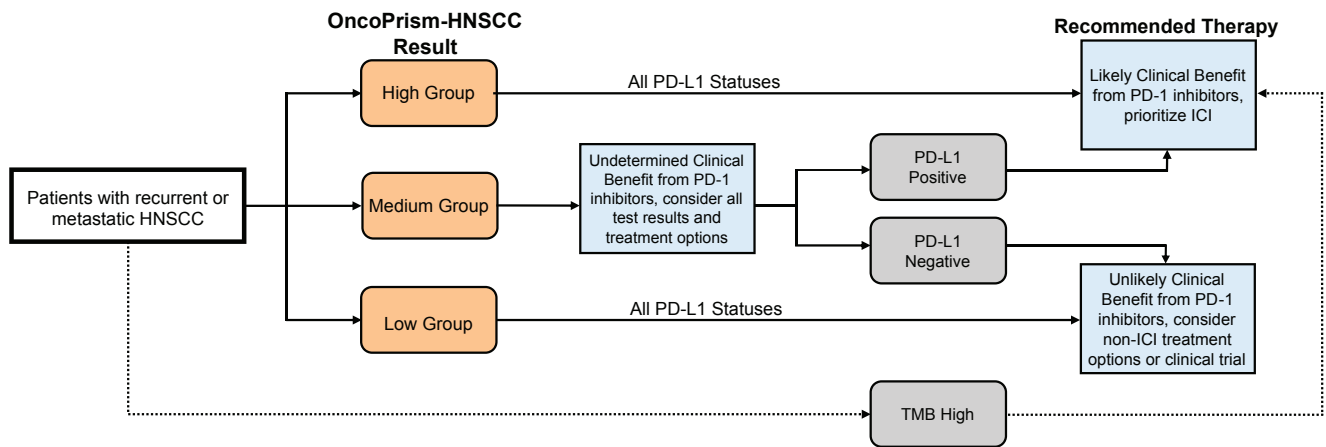 OncoPrism-HNSCC
Result
Recommended Therapy
High Group
All PD-L1 Statuses
Likely Clinical Benefit
from PD-1 inhibitors,
prioritize ICI
Patients with recurrent or
metastatic HNSCC
Medium Group
Undetermined Clinical
Benefit from PD-1
inhibitors, consider all
test results and
treatment options
PD-L1
Positive
PD-L1
Negative
Low Group
All PD-L1 Statuses
Unlikely Clinical
Benefit from PD-1
inhibitors, consider
non-ICI treatment
options or clinical trial
TMB High